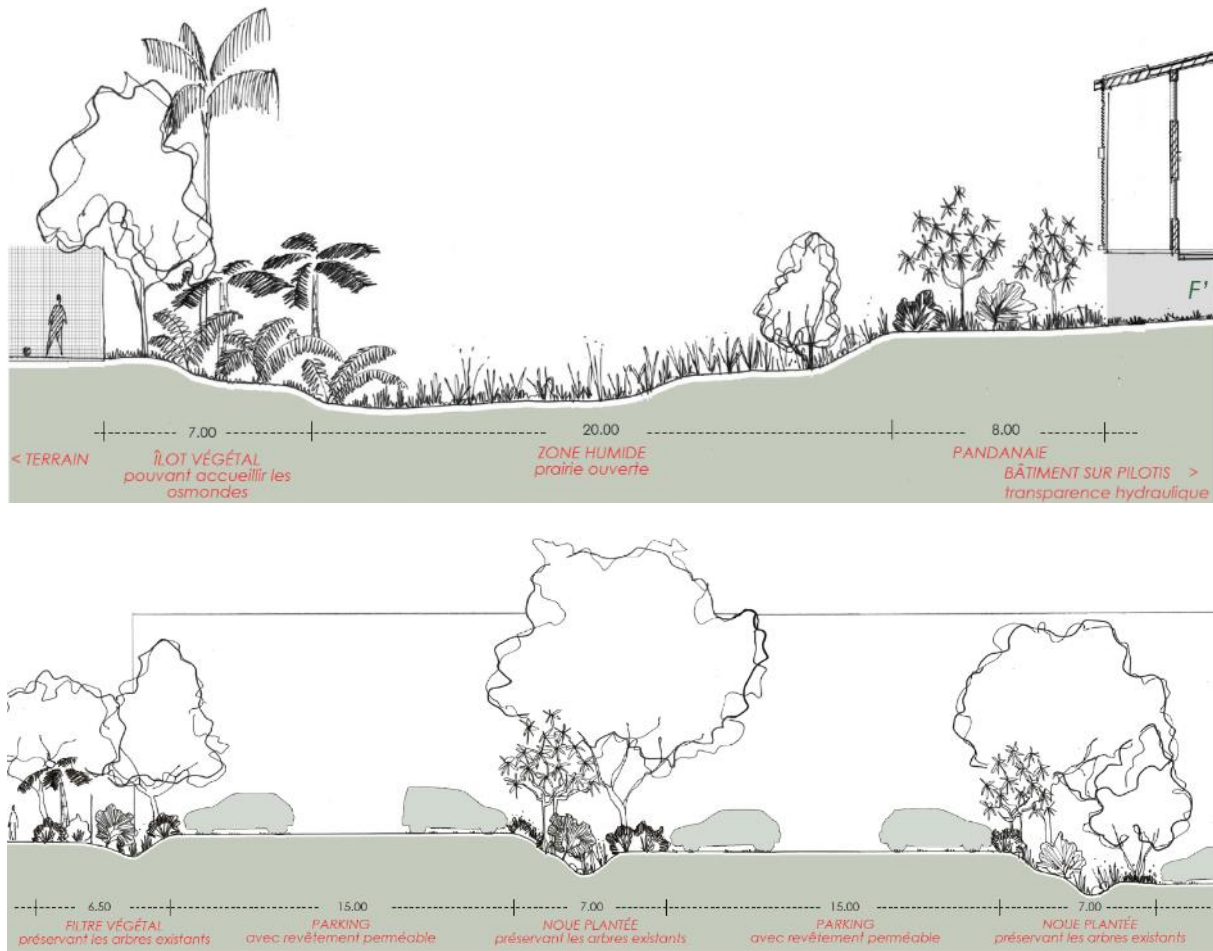 F'
7.00
20.00
8.00
< TERRAIN
ÎLOT VÉGÉTAL
pouvant accueillir les
osmondes
ZONE HUMIDE
prairie ouverte
PANDANAIE
BÂTIMENT SUR PILOTIS >
transparence hydraulique
6.50
15.00
7.00
15.00
7.00
FILTRE VÉGÉTAL
préservant les arbres existants
PARKING
avec revêtement perméable
NOUE PLANTÉE
préservant les arbres existants
PARKING
avec revêtement perméable
NOUE PLANTÉE
préservant les arbres existants